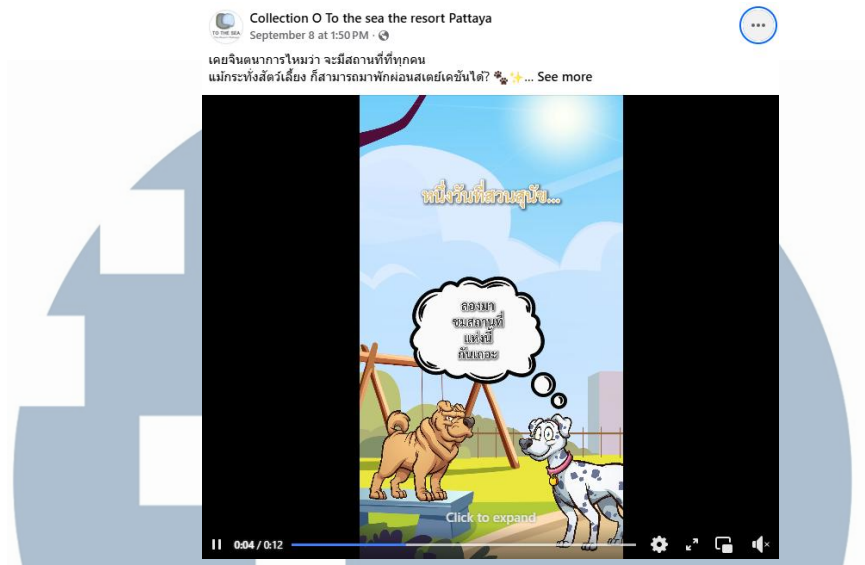 Collection O To the sea the resort Pattaya
September 8 at 1:50 PM ·
TO THE SEA
เคยจินตนาการไหมว่า จะมีสถานที่ที่ทุกคน
แม้กระทั่งสัตว์เลี้ยง ก็สามารถมาพักผ่อนสเตย์เคชันได้? 🐾✨... See more
หนึ่งวันที่สวนสุนัข...
ลองมา
ชมสถานที่
แห่งนี้
กันเถอะ
Click to expand
0:04 / 0:12